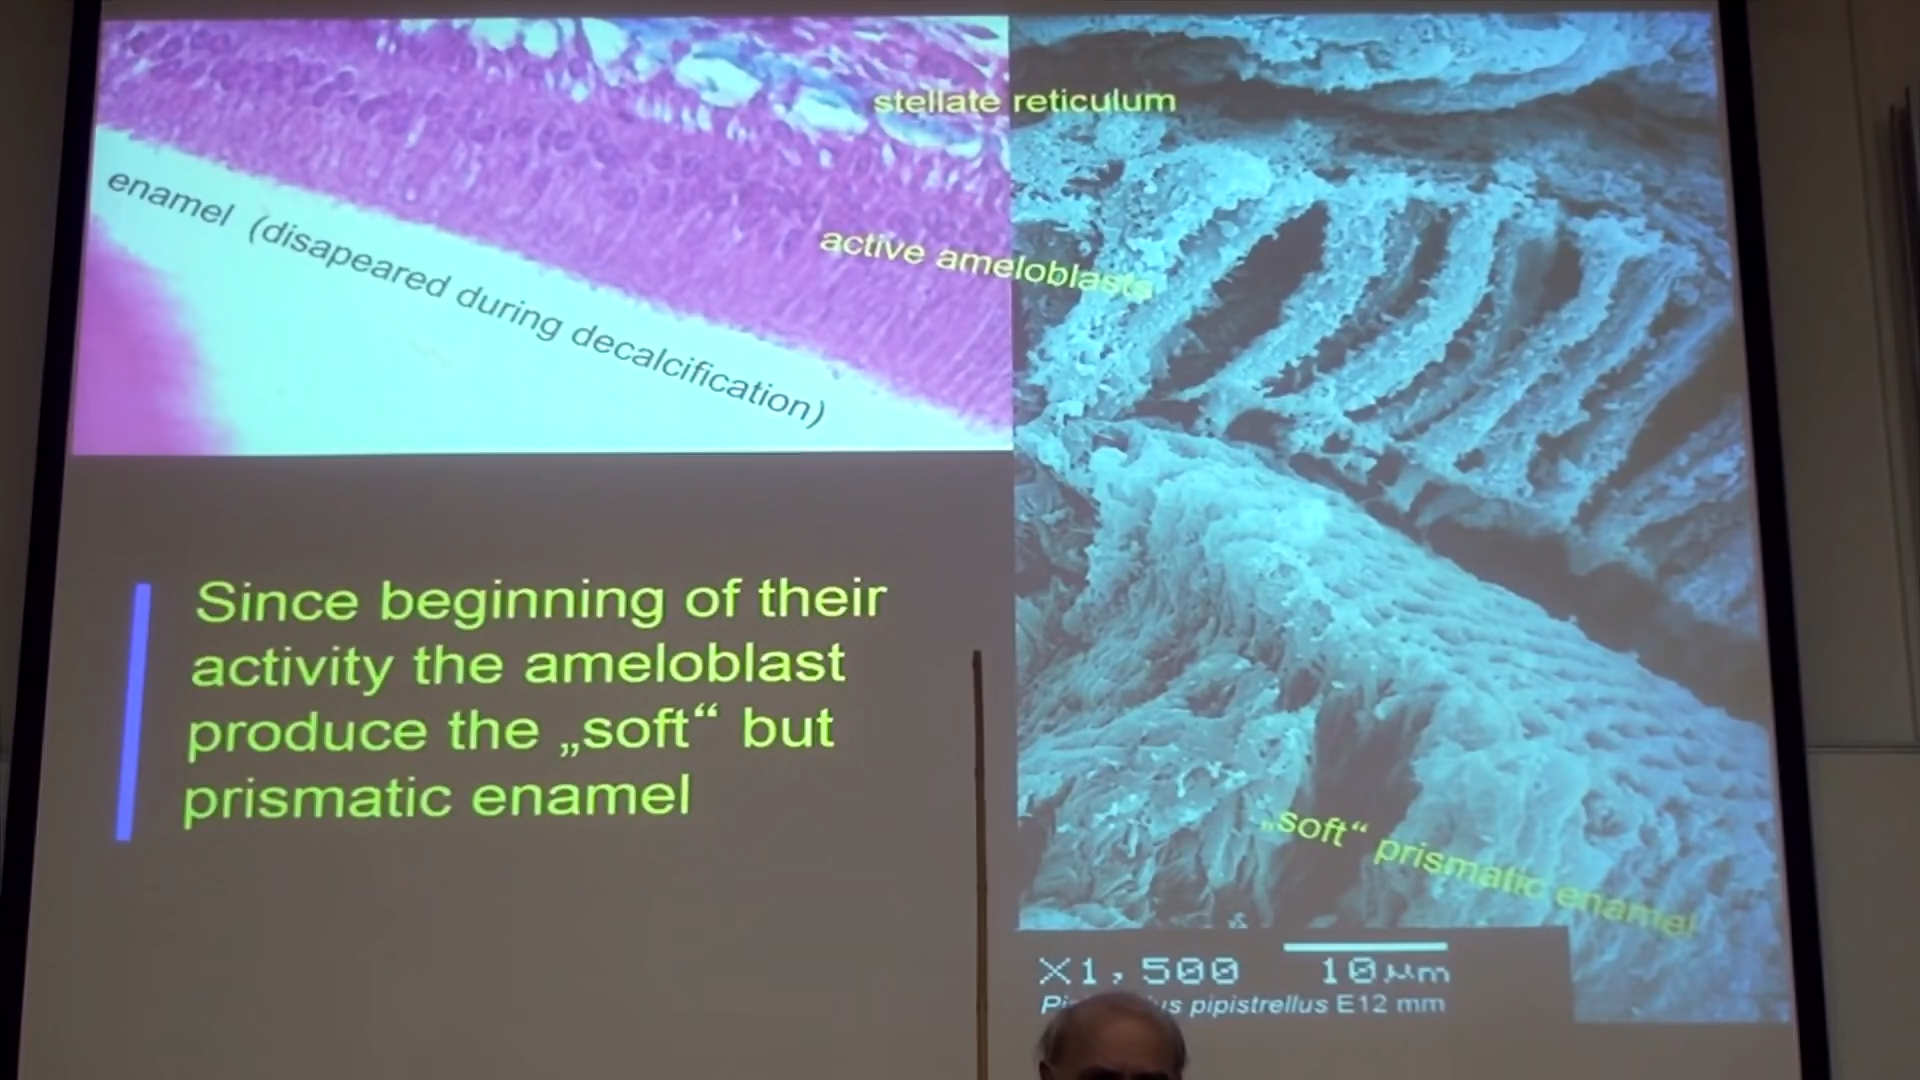 stellate reticulum
active ameloblasts
enamel (disapeared during decalcification)
Since beginning of their
activity the ameloblast
produce the „soft“ but
prismatic enamel
„soft“ prismatic enamel
X1,500 10µm
pipistrellus E12 mm